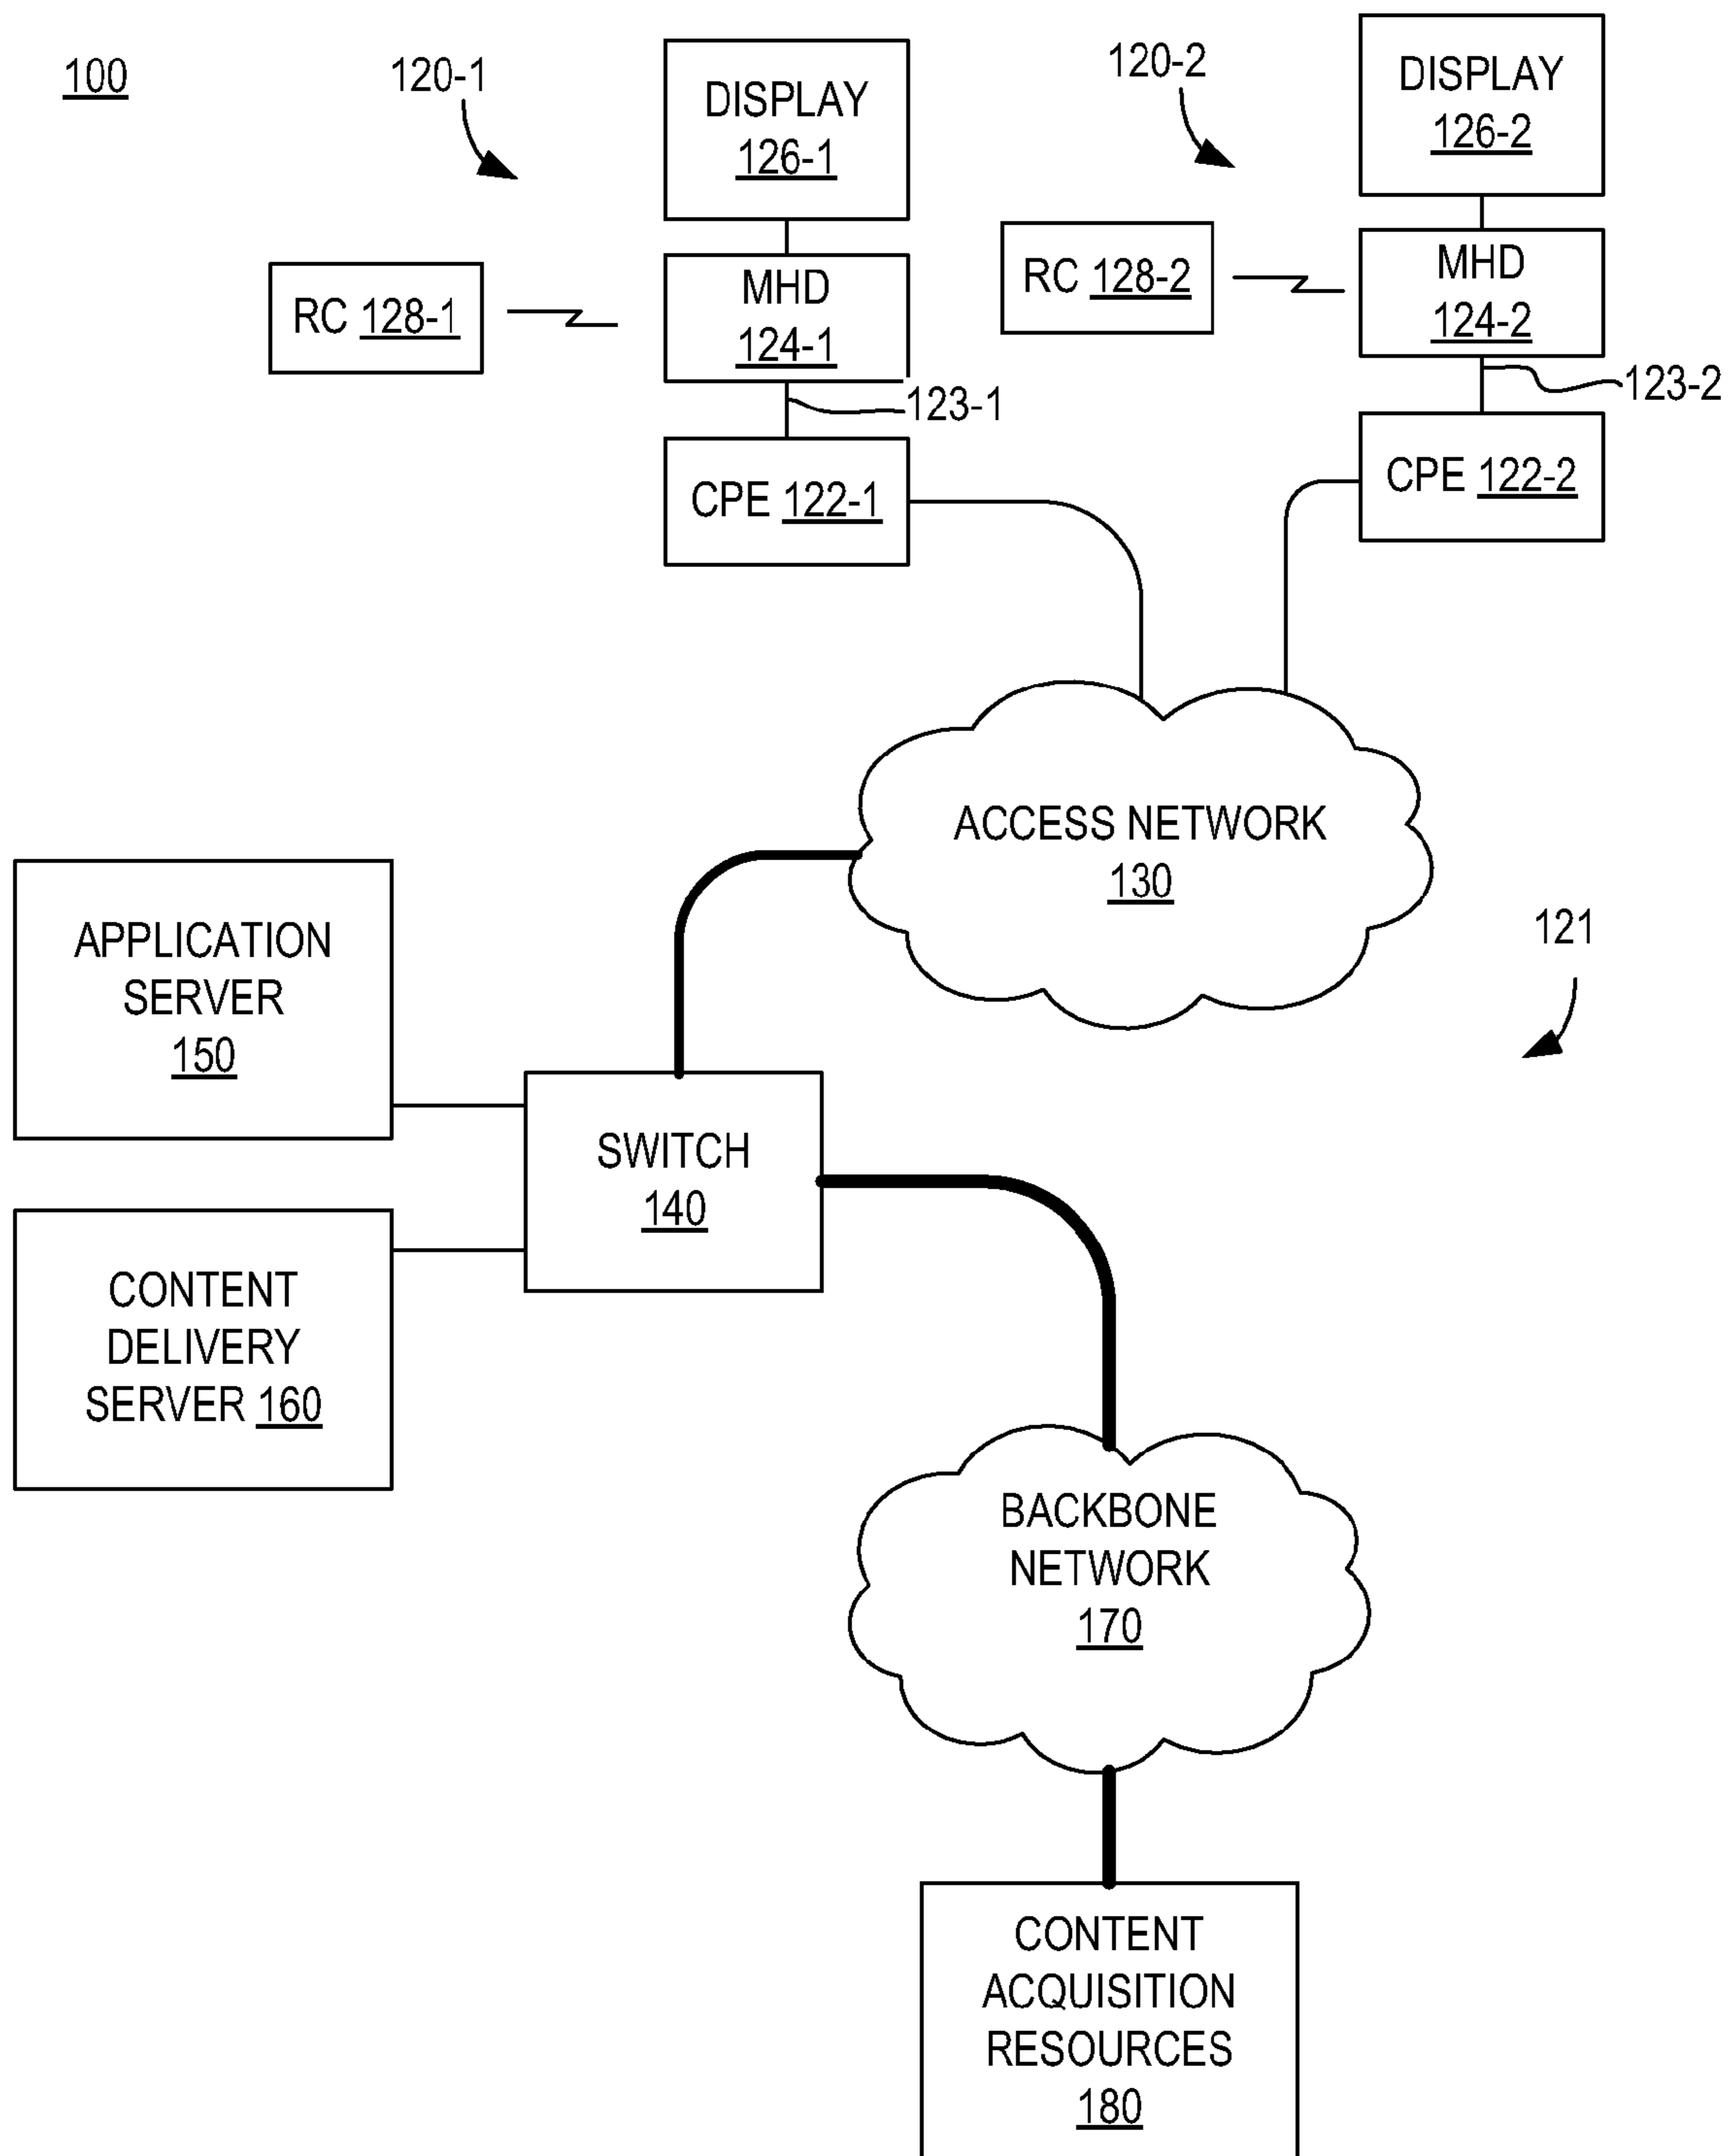 100
120-1
DISPLAY
126-1
120-2
DISPLAY
126-2
RC 128-1
MHD
124-1
RC 128-2
MHD
124-2
123-1
123-2
CPE 122-1
CPE 122-2
ACCESS NETWORK
130
121
APPLICATION
SERVER
150
SWITCH
140
CONTENT
DELIVERY
SERVER 160
BACKBONE
NETWORK
170
CONTENT
ACQUISITION
RESOURCES
180